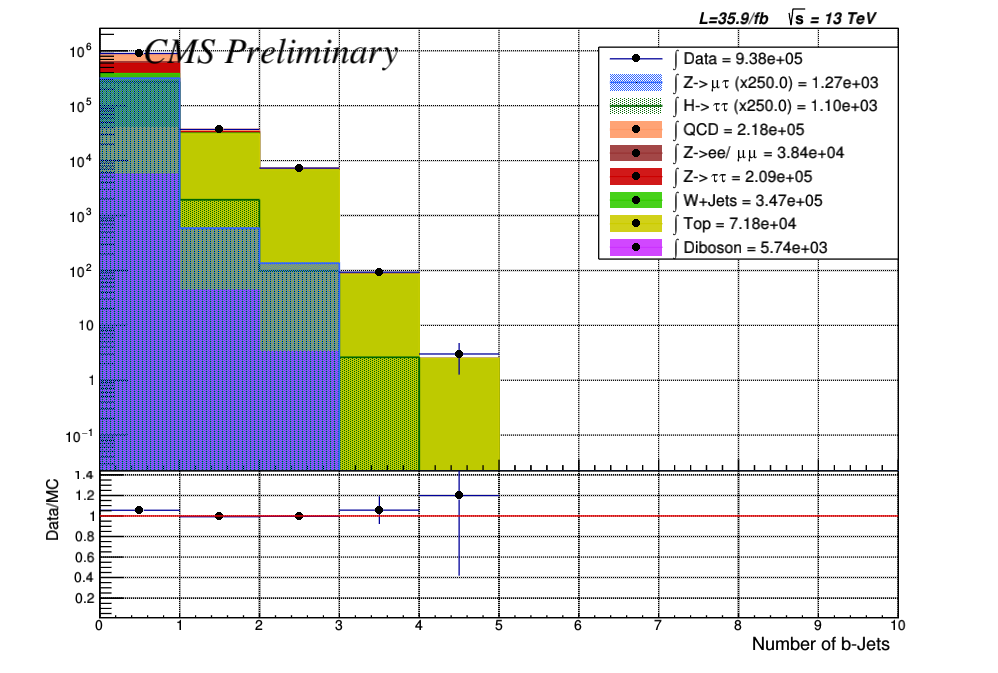 L=35.9/fb √s = 13 TeV
CMS Preliminary
∫ Data = 9.38e+05
∫ Z->μτ (x250.0) = 1.27e+03
∫ H->ττ (x250.0) = 1.10e+03
∫ QCD = 2.18e+05
∫ Z->ee/ μμ = 3.84e+04
∫ Z->ττ = 2.09e+05
∫ W+Jets = 3.47e+05
∫ Top = 7.18e+04
∫ Diboson = 5.74e+03
10⁶
10⁵
10⁴
10³
10²
10
1
10⁻¹
Data/MC
1.4
1.2
1
0.8
0.6
0.4
0.2
0 1 2 3 4 5 6 7 8 9 10
Number of b-Jets